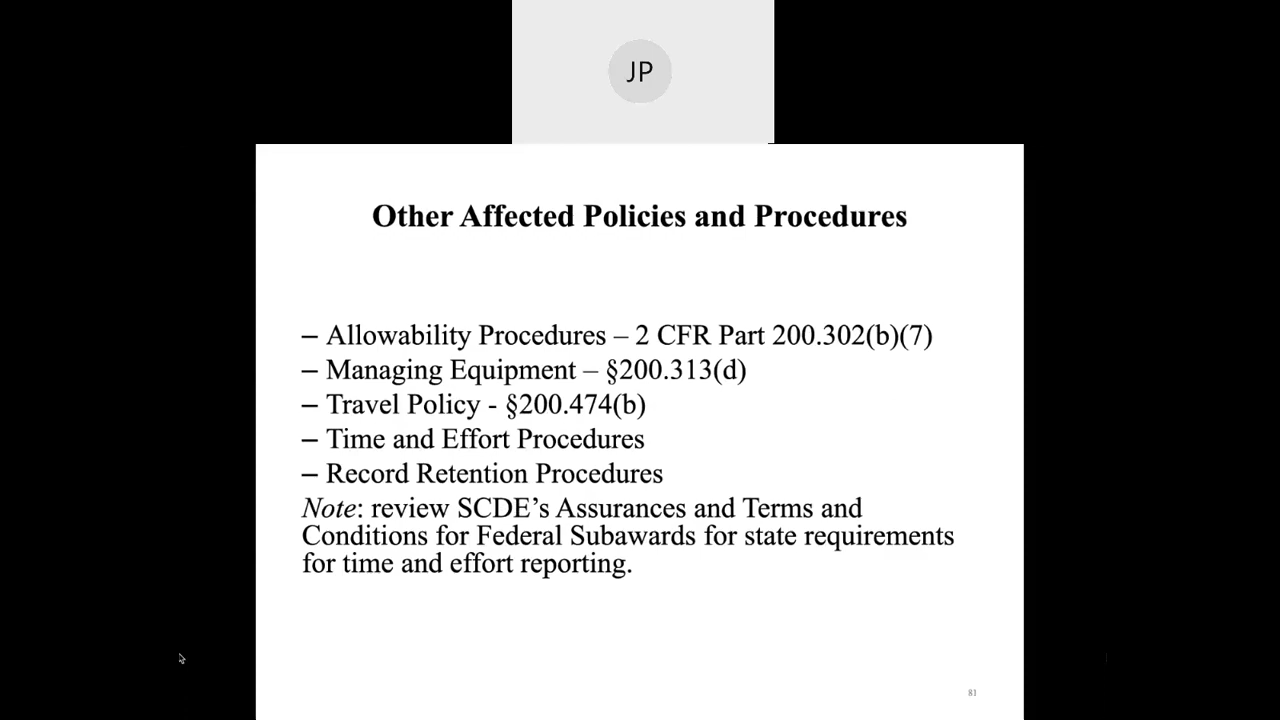 JP
Other Affected Policies and Procedures
– Allowability Procedures – 2 CFR Part 200.302(b)(7)
– Managing Equipment – §200.313(d)
– Travel Policy - §200.474(b)
– Time and Effort Procedures
– Record Retention Procedures
Note: review SCDE’s Assurances and Terms and
Conditions for Federal Subawards for state requirements
for time and effort reporting.
81